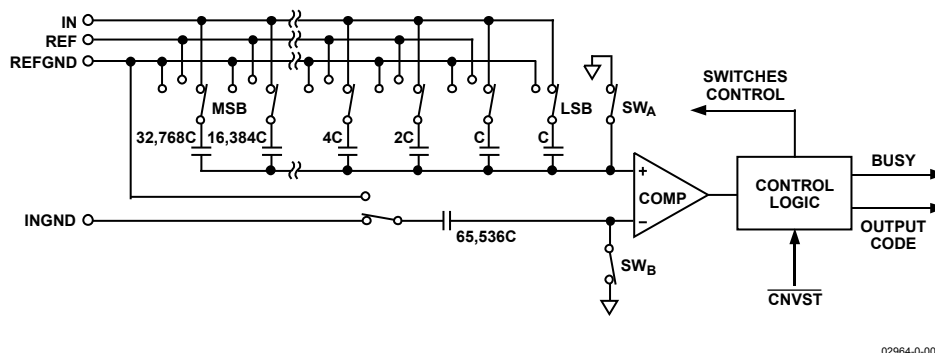 IN
REF
REFGND
MSB
LSB
SWA
SWITCHES
CONTROL
32,768C
16,384C
4C
2C
C
C
BUSY
+
COMP
−
CONTROL
LOGIC
OUTPUT
CODE
INGND
65,536C
SWB
CNVST
02964-0-00